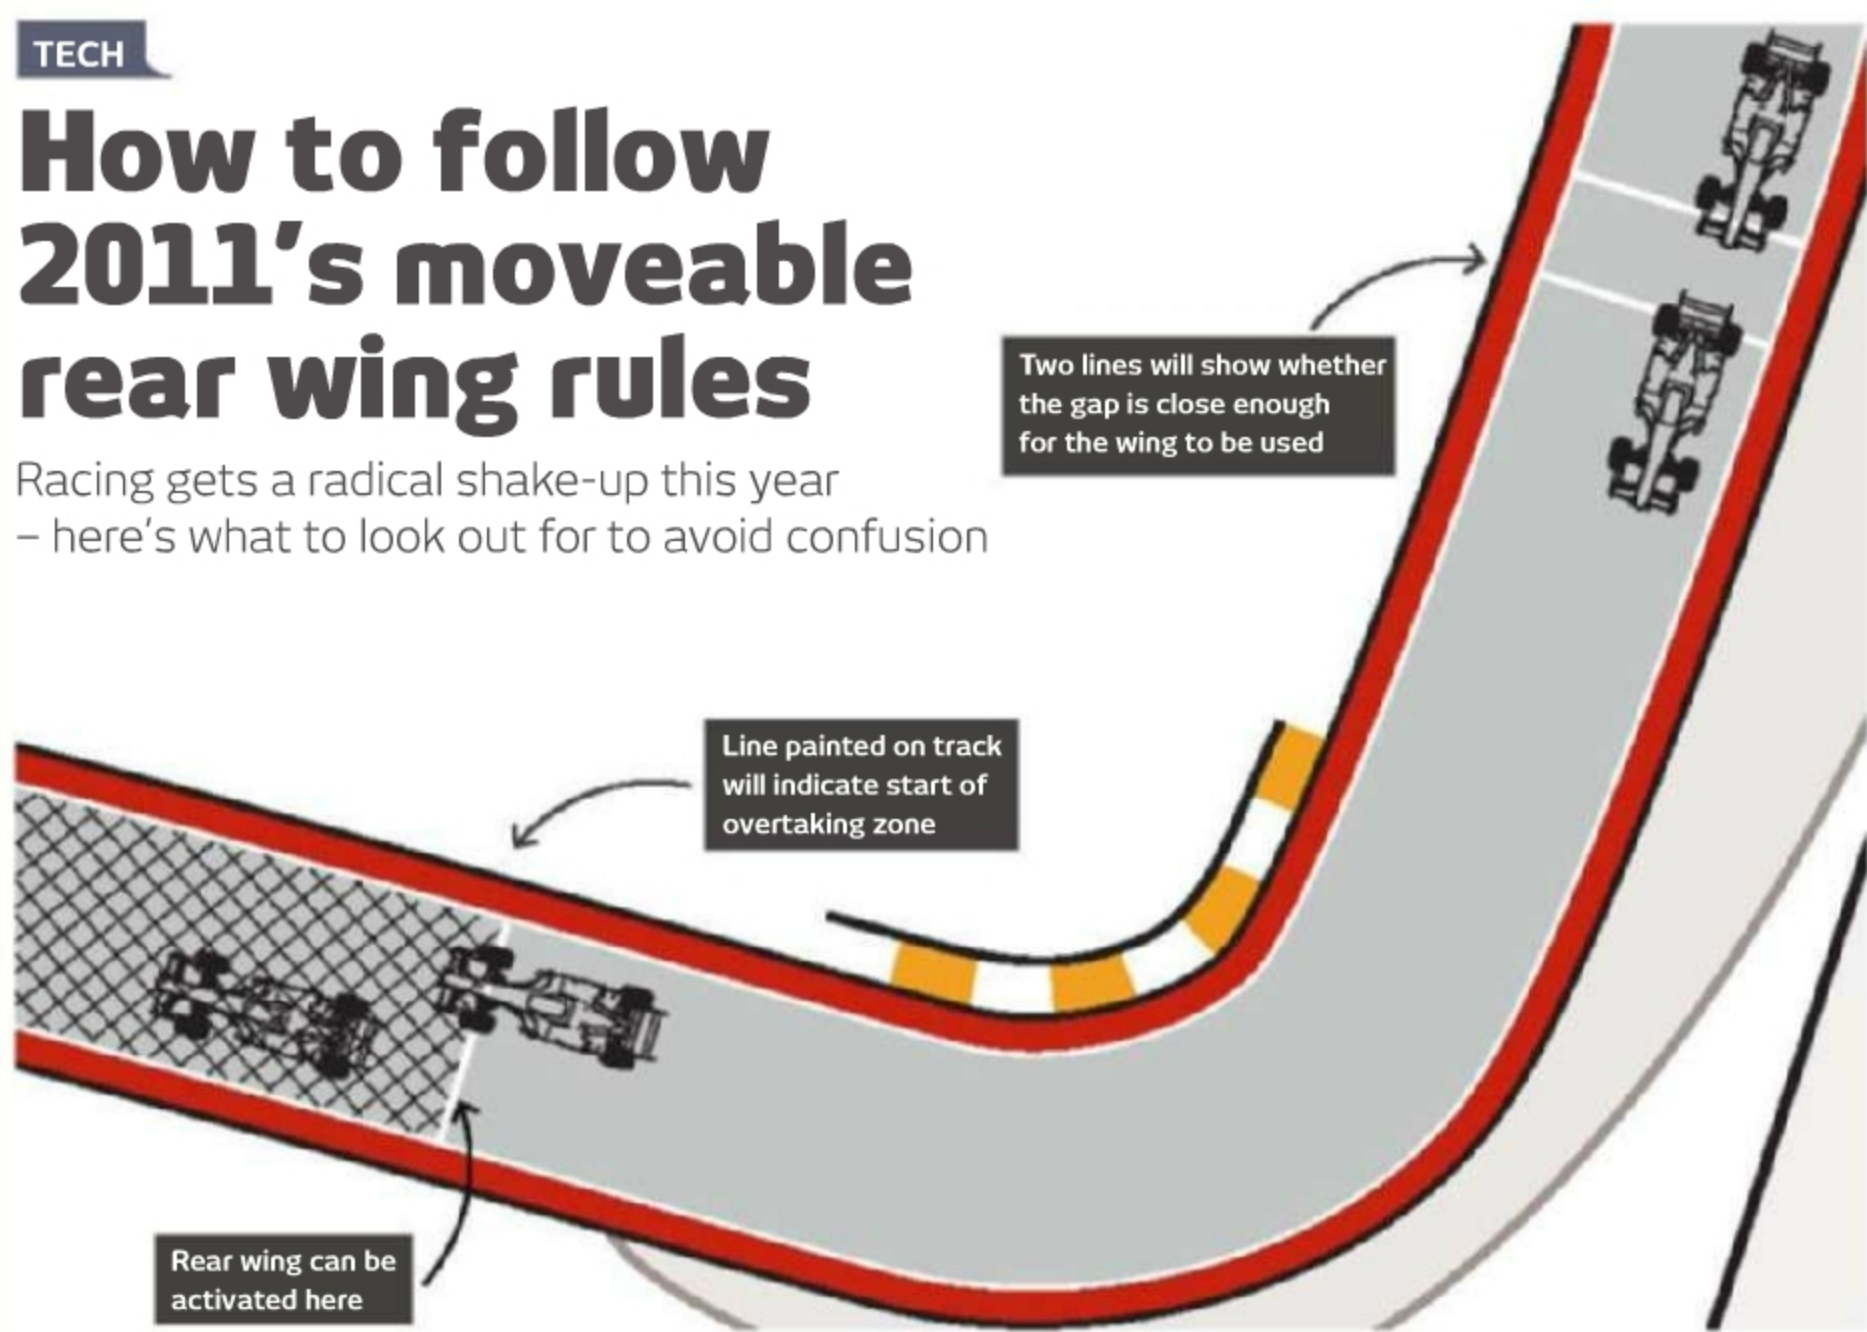 TECH
How to follow
2011's moveable
rear wing rules
Racing gets a radical shake-up this year
– here's what to look out for to avoid confusion
Two lines will show whether
the gap is close enough
for the wing to be used
Line painted on track
will indicate start of
overtaking zone
Rear wing can be
activated here